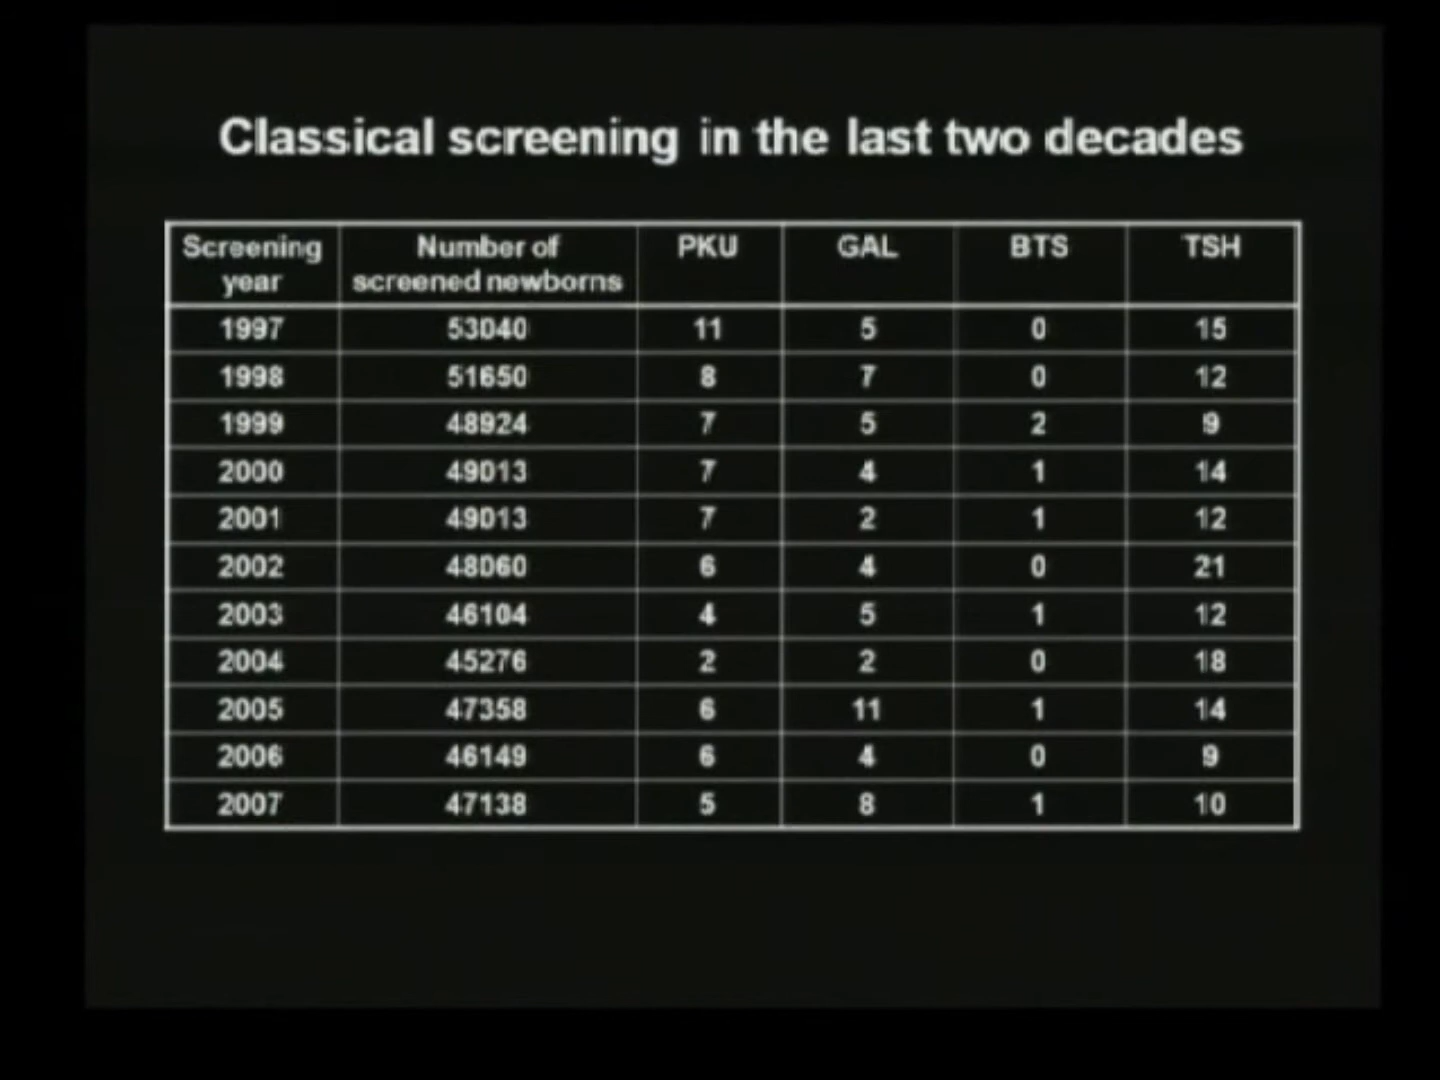 Classical screening in the last two decades
Screening year Number of screened newborns PKU GAL BTS TSH
1997 53040 11 5 0 15
1998 51650 8 7 0 12
1999 48924 7 5 2 9
2000 49013 7 4 1 14
2001 49013 7 2 1 12
2002 48060 6 4 0 21
2003 46104 4 5 1 12
2004 45276 2 2 0 18
2005 47358 6 11 1 14
2006 46149 6 4 0 9
2007 47138 5 8 1 10